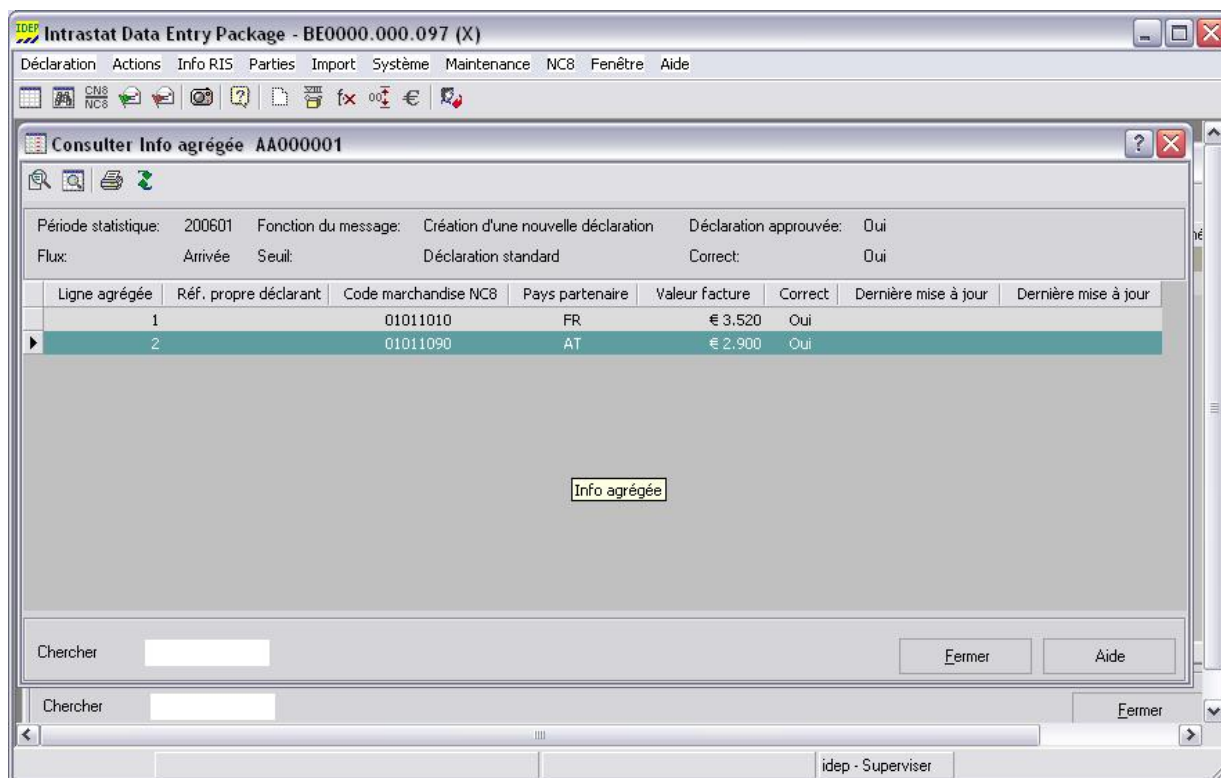 IDEP Intrastat Data Entry Package - BE0000.000.097 (X)
Déclaration Actions Info RIS Parties Import Système Maintenance NC8 Fenêtre Aide
CN8
NC8
Consulter Info agrégée AA000001
Période statistique: 200601 Fonction du message: Création d'une nouvelle déclaration Déclaration approuvée: Oui
Flux: Arrivée Seuil: Déclaration standard Correct: Oui
Ligne agrégée Réf. propre déclarant Code marchandise NC8 Pays partenaire Valeur facture Correct Dernière mise à jour Dernière mise à jour
1 01011010 FR € 3.520 Oui
2 01011090 AT € 2.900 Oui
Info agrégée
Chercher Fermer Aide
Chercher Fermer
idep - Superviser